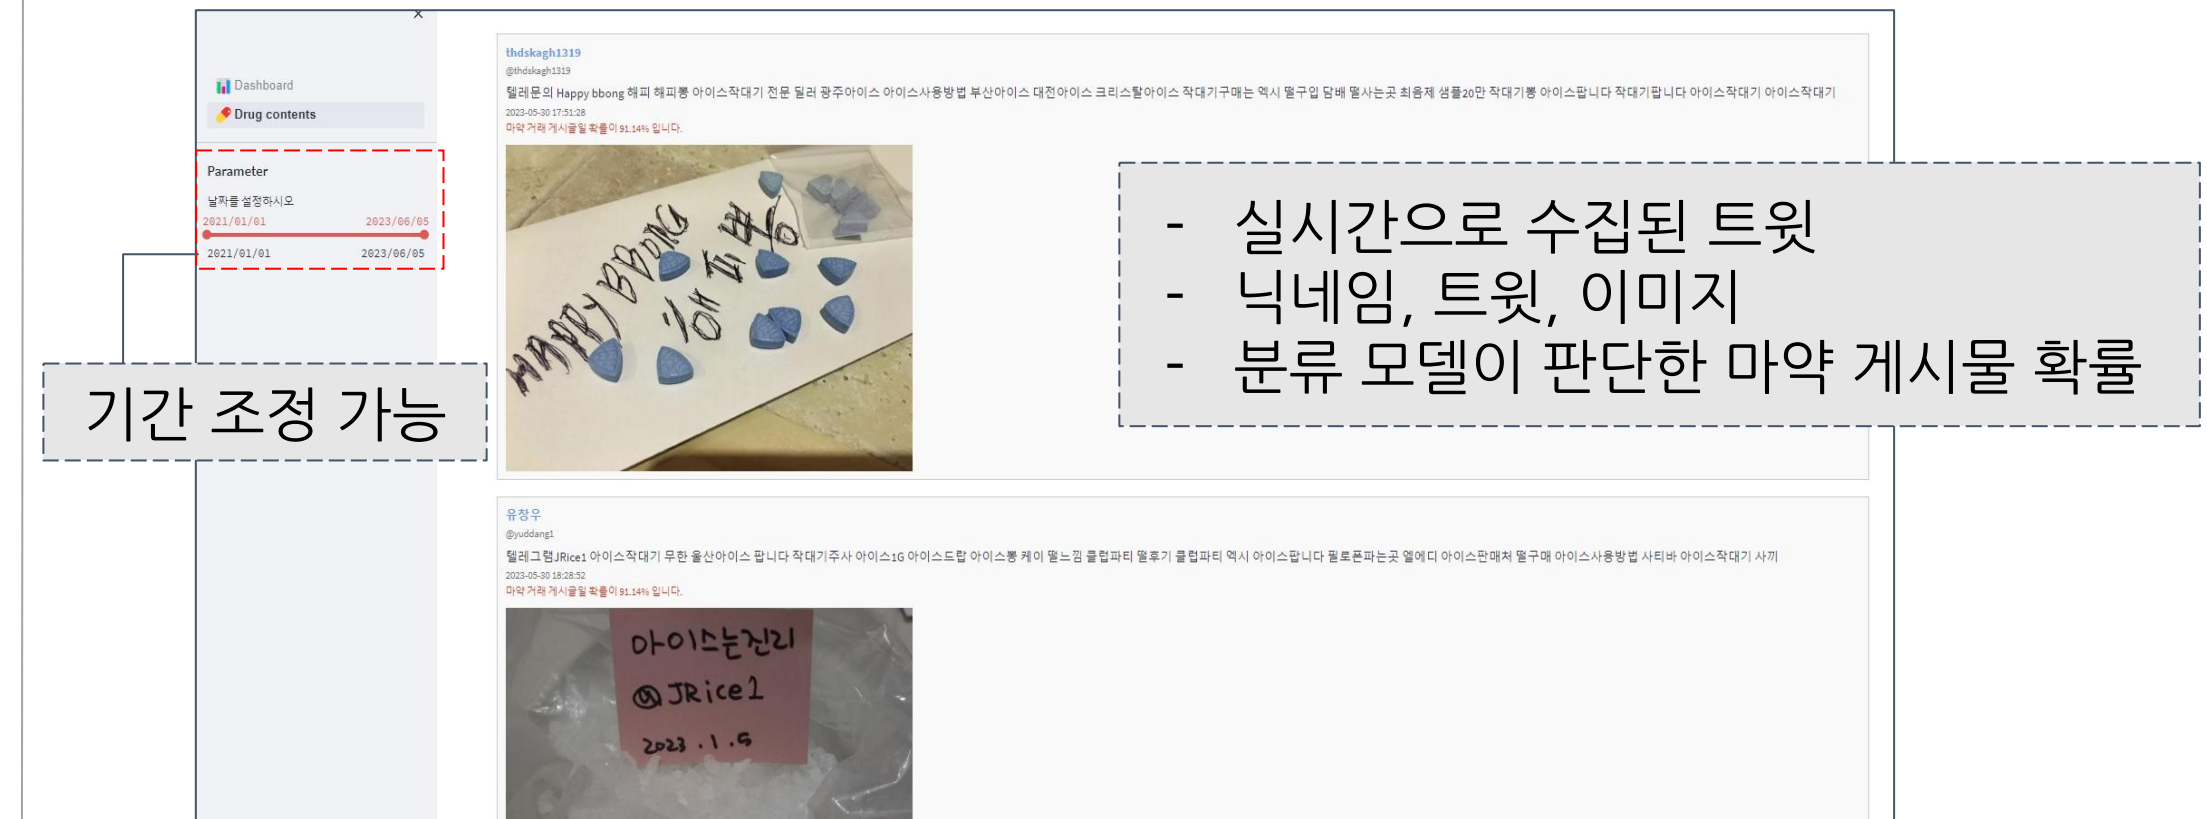 ×
Dashboard
Drug contents
Parameter
날짜를 설정하시오
2021/01/01 2023/06/05
2021/01/01 2023/06/05
기간 조정 가능
thdskagh1319
@thdskagh1319
텔레문의 Happy bbong 해피 해피뽕 아이스작대기 전문 딜러 광주아이스 아이스사용방법 부산아이스 대전아이스 크리스탈아이스 작대기구매는 엑시 떨구입 담배 떨사는곳 최음제 샘플20만 작대기뽕 아이스팝니다 작대기팝니다 아이스작대기 아이스작대기
2023-05-30 17:51:28
마약 거래 게시글일 확률이 91.14% 입니다.
HAPPY BBONG
- 실시간으로 수집된 트윗
- 닉네임, 트윗, 이미지
- 분류 모델이 판단한 마약 게시물 확률
유창우
@yuddang1
텔레그램JRice1 아이스작대기 무한 울산아이스 팝니다 작대기주사 아이스1G 아이스드랍 아이스뽕 케이 떨느낌 클럽파티 떨후기 클럽파티 엑시 아이스팝니다 필로폰파는곳 엘에디 아이스판매처 떨구매 아이스사용방법 사티바 아이스작대기 사끼
2023-05-30 18:28:52
마약 거래 게시글일 확률이 91.14% 입니다.
아이스는진리
@JRice1
2023.1.5